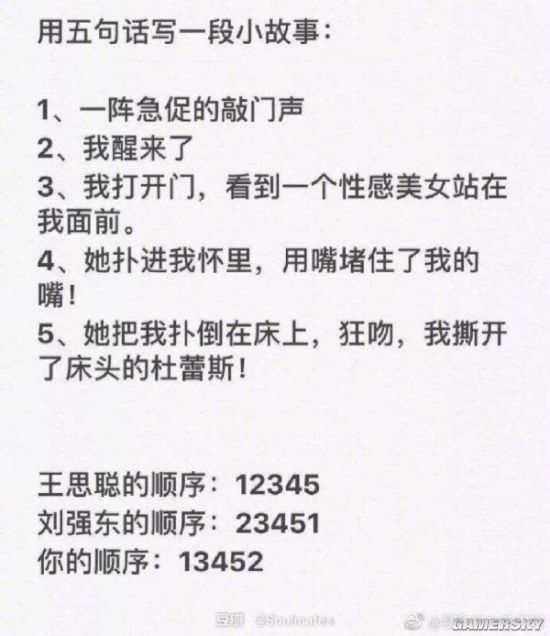 用五句话写一段小故事：
1、一阵急促的敲门声
2、我醒来了
3、我打开门，看到一个性感美女站在
我面前。
4、她扑进我怀里，用嘴堵住了我的
嘴！
5、她把我扑倒在床上，狂吻，我撕开
了床头的杜蕾斯！
王思聪的顺序：12345
刘强东的顺序：23451
你的顺序：13452
豆瓣 @Soulmates
GAMERSKY